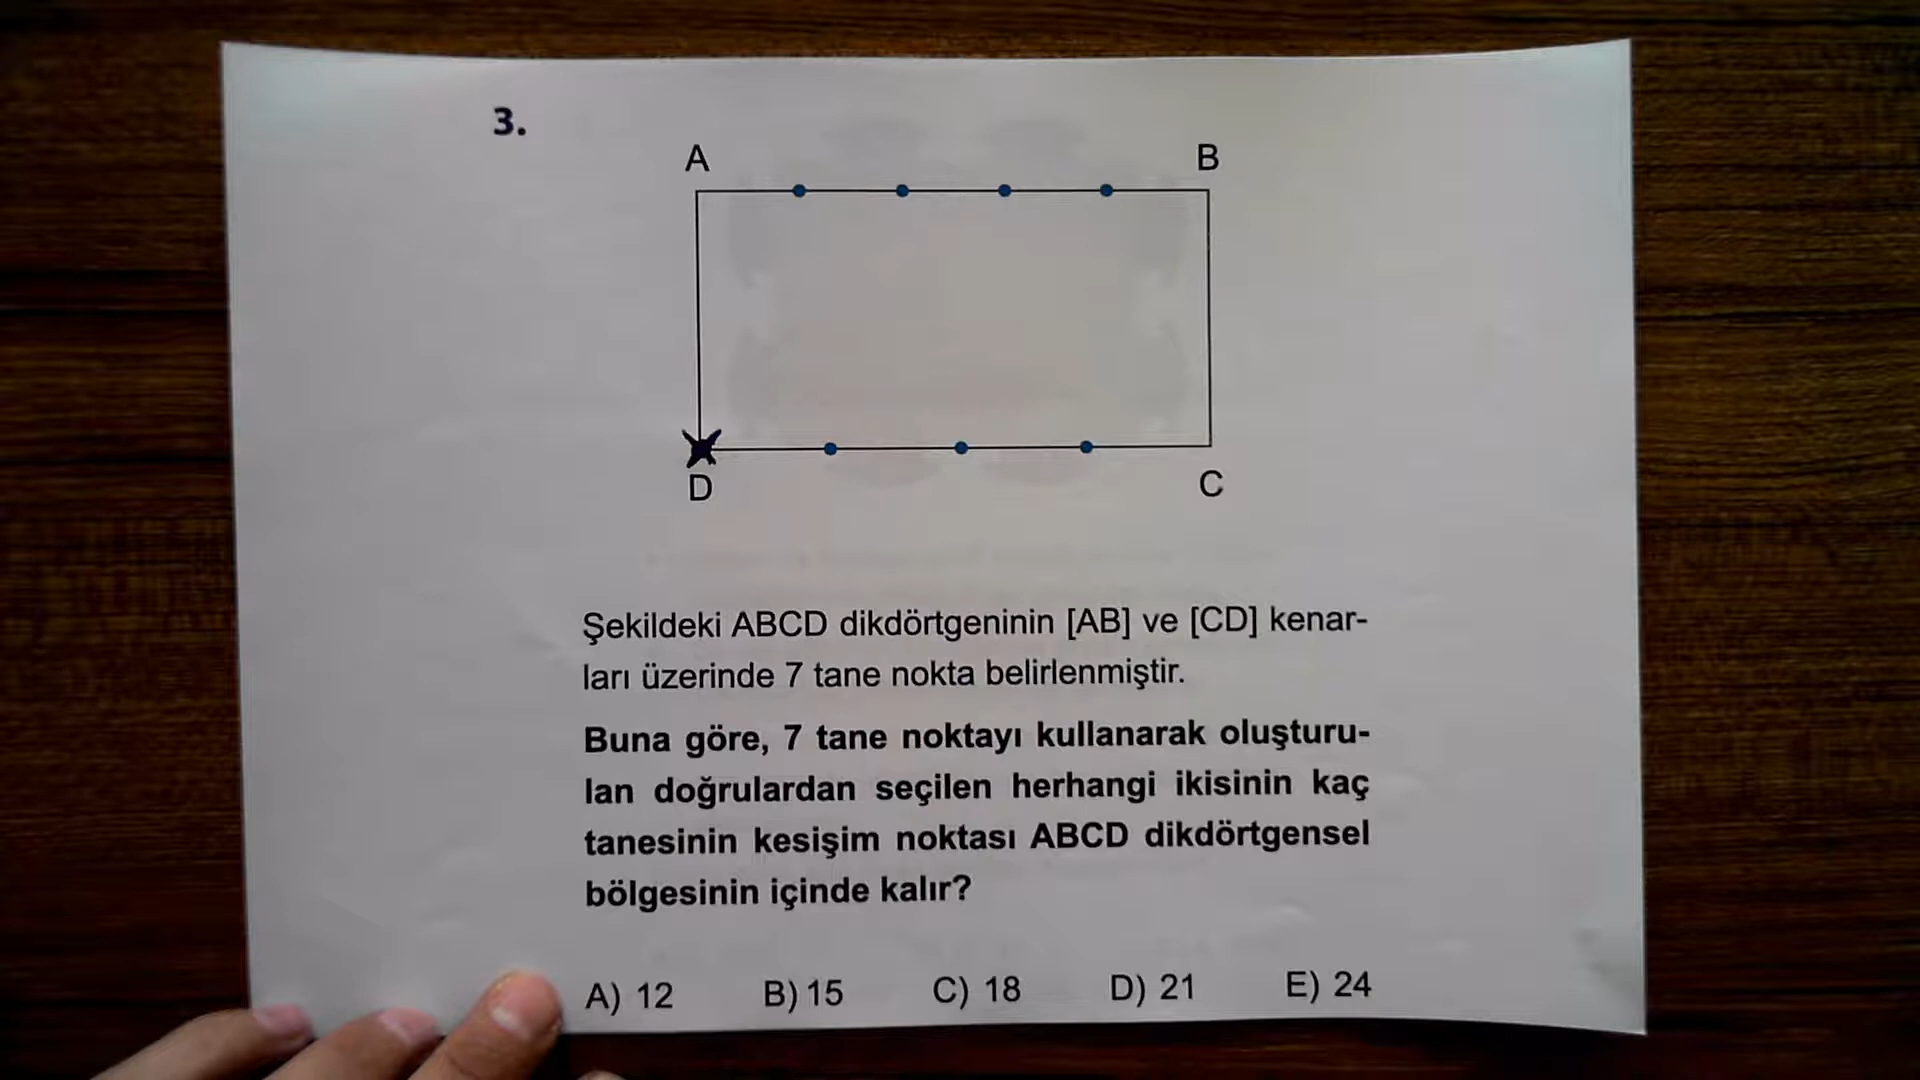 3.
A B
D C
Şekildeki ABCD dikdörtgeninin [AB] ve [CD] kenar-
ları üzerinde 7 tane nokta belirlenmiştir.
Buna göre, 7 tane noktayı kullanarak oluşturu-
lan doğrulardan seçilen herhangi ikisinin kaç
tanesinin kesişim noktası ABCD dikdörtgensel
bölgesinin içinde kalır?
A) 12 B) 15 C) 18 D) 21 E) 24